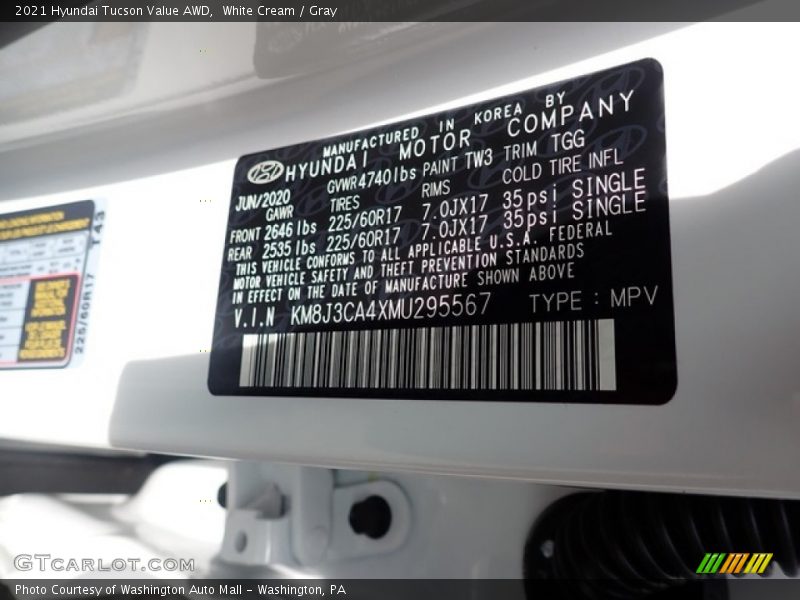 2021 Hyundai Tucson Value AWD,  White Cream / Gray
MANUFACTURED IN KOREA BY
HYUNDAI MOTOR COMPANY
JUN/2020 GVWR4740lbs PAINT TW3 TRIM TGG
GAWR TIRES RIMS COLD TIRE INFL
FRONT 2646 lbs 225/60R17 7.0JX17 35psi SINGLE
REAR 2535 lbs 225/60R17 7.0JX17 35psi SINGLE
THIS VEHICLE CONFORMS TO ALL APPLICABLE U.S.A. FEDERAL
MOTOR VEHICLE SAFETY AND THEFT PREVENTION STANDARDS
IN EFFECT ON THE DATE OF MANUFACTURE SHOWN ABOVE
V.I.N KM8J3CA4XMU295567 TYPE : MPV
T43
225/60R17
GTcarlot.com
Photo Courtesy of Washington Auto Mall - Washington, PA